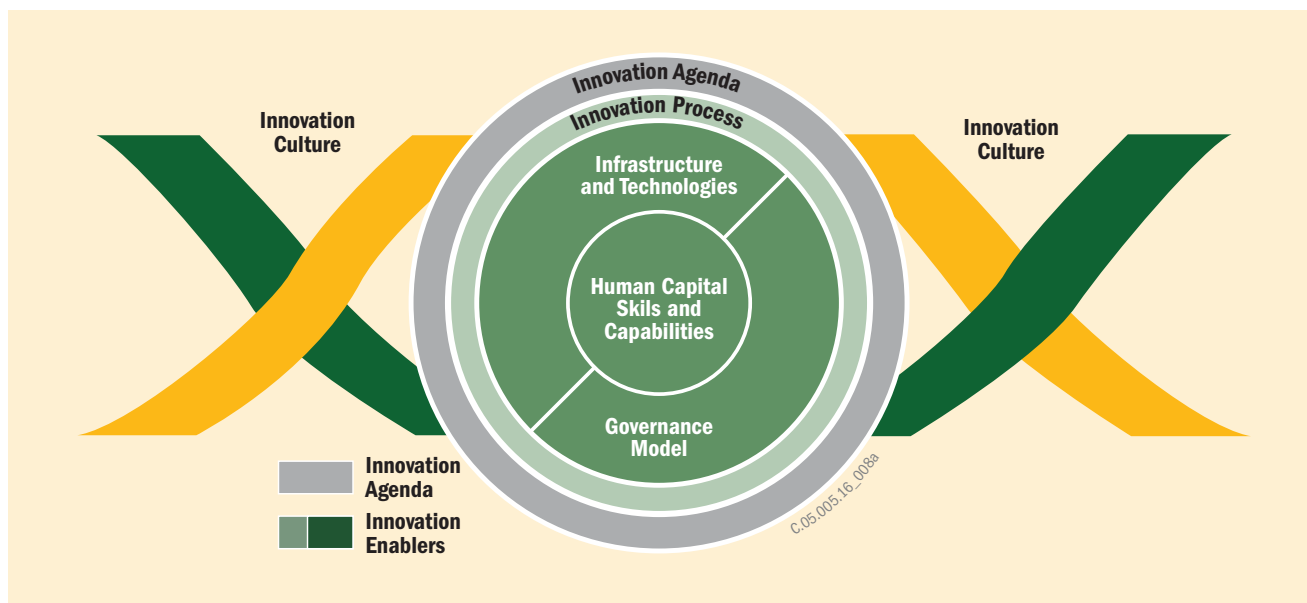 Innovation Agenda
Innovation Process
Innovation
Culture
Innovation
Culture
Infrastructure
and Technologies
Human Capital
Skils and
Capabilities
Governance
Model
Innovation
Agenda
Innovation
Enablers
C.05.005.16_008a